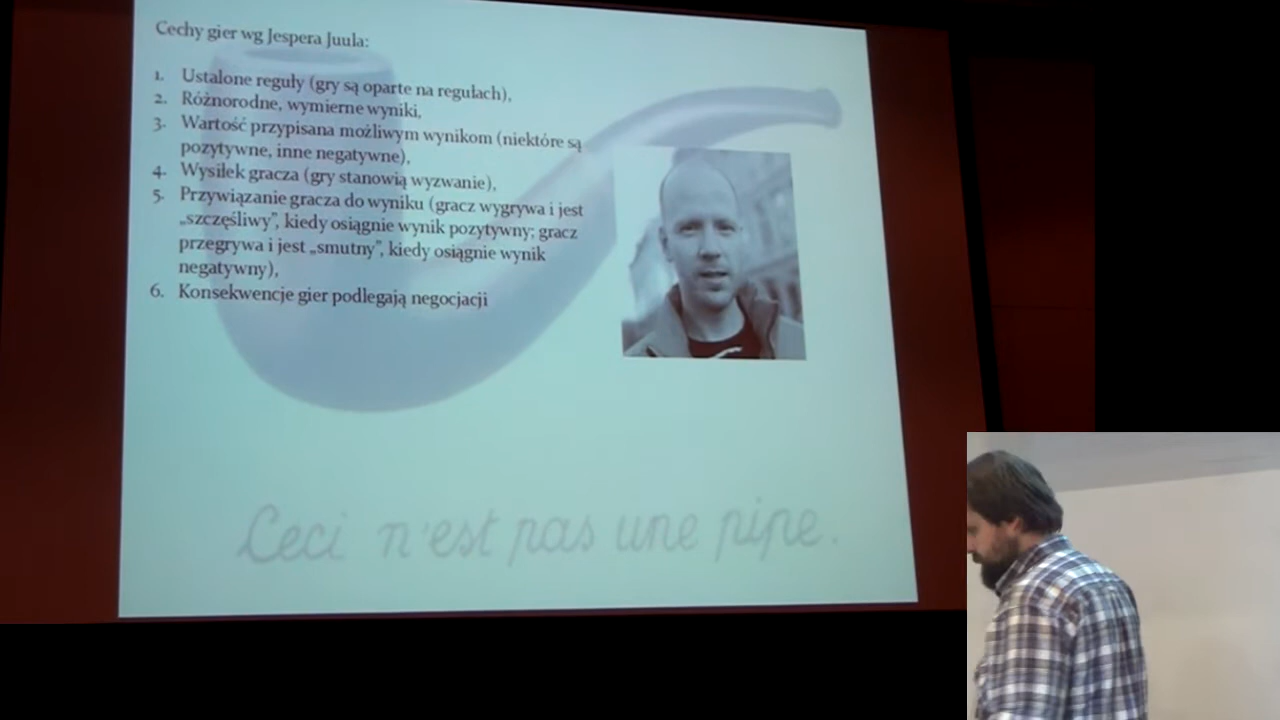 Cechy gier wg Jespera Juula:
1. Ustalone reguły (gry są oparte na regułach),
2. Różnorodne, wymierne wyniki,
3. Wartość przypisana możliwym wynikom (niektóre są
pozytywne, inne negatywne),
4. Wysiłek gracza (gry stanowią wyzwanie),
5. Przywiązanie gracza do wyniku (gracz wygrywa i jest
„szczęśliwy”, kiedy osiągnie wynik pozytywny; gracz
przegrywa i jest „smutny”, kiedy osiągnie wynik
negatywny),
6. Konsekwencje gier podlegają negocjacji
Ceci n'est pas une pipe.